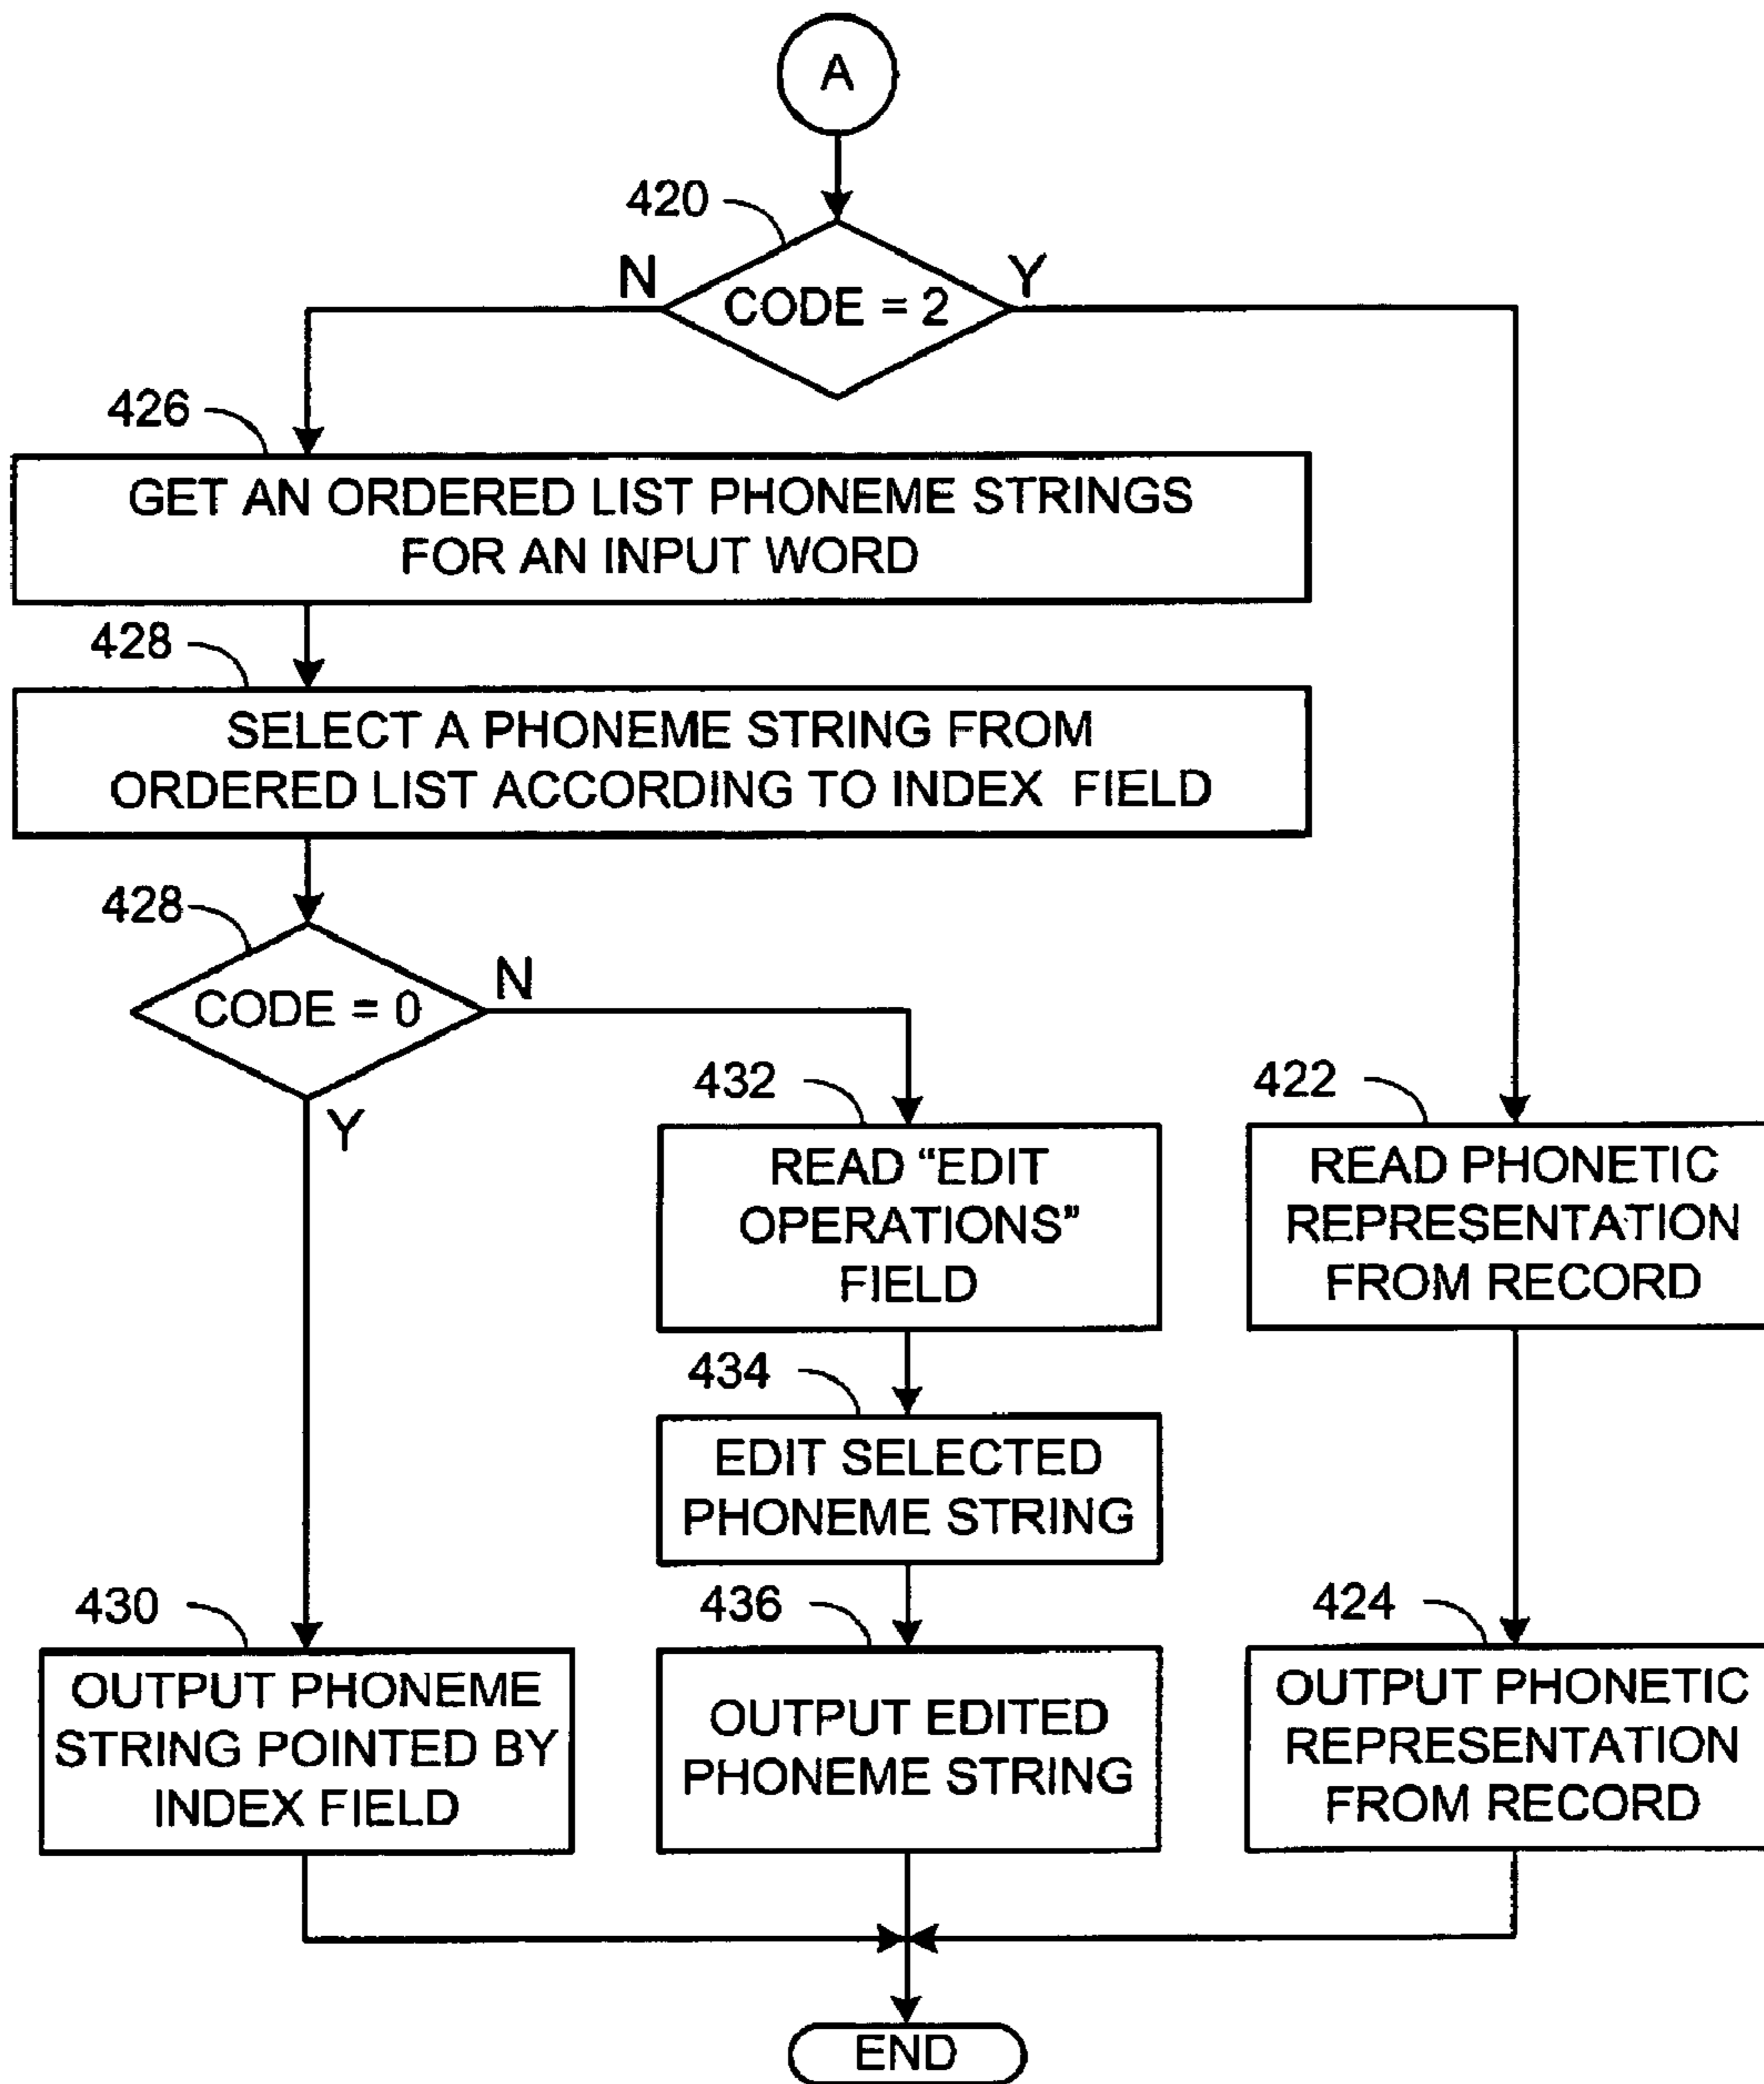 A
420
N
Y
CODE = 2
426
GET AN ORDERED LIST PHONEME STRINGS
FOR AN INPUT WORD
428
SELECT A PHONEME STRING FROM
ORDERED LIST ACCORDING TO INDEX FIELD
428
CODE = 0
N
Y
432
READ “EDIT
OPERATIONS”
FIELD
422
READ PHONETIC
REPRESENTATION
FROM RECORD
434
EDIT SELECTED
PHONEME STRING
430
OUTPUT PHONEME
STRING POINTED BY
INDEX FIELD
436
OUTPUT EDITED
PHONEME STRING
424
OUTPUT PHONETIC
REPRESENTATION
FROM RECORD
END